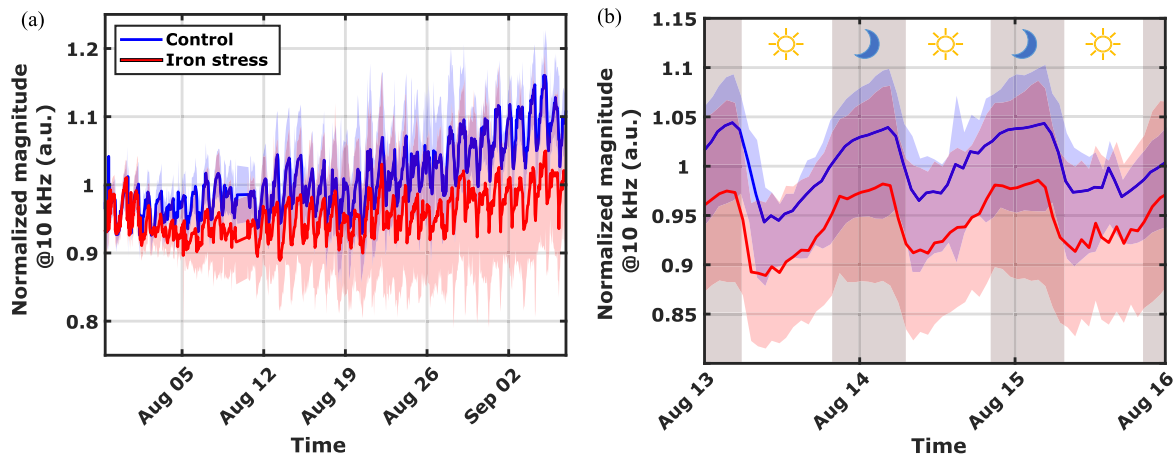 (a)
Control
Iron stress
Normalized magnitude
@10 kHz (a.u.)
1.2
1.1
1
0.9
0.8
Aug 05
Aug 12
Aug 19
Aug 26
Sep 02
Time
(b)
Normalized magnitude
@10 kHz (a.u.)
1.15
1.1
1.05
1
0.95
0.9
0.85
Aug 13
Aug 14
Aug 15
Aug 16
Time